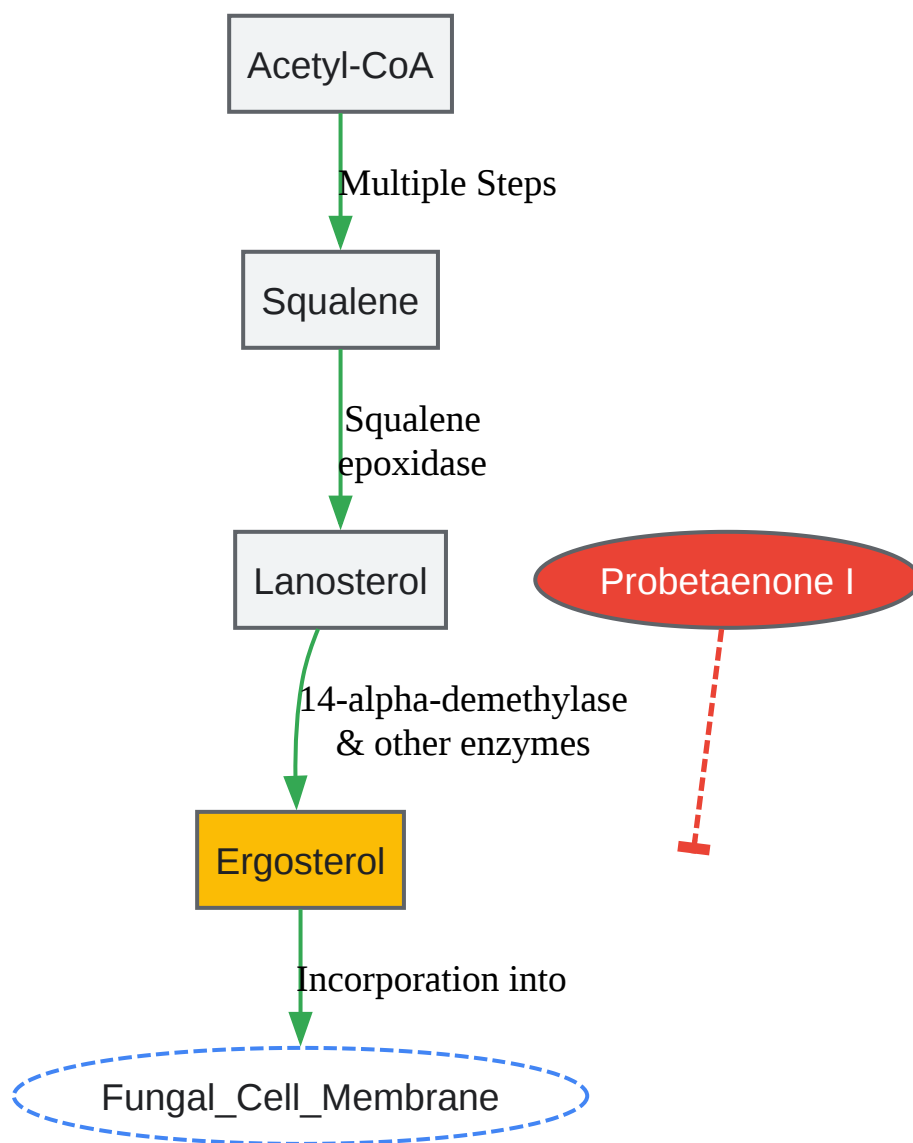 Acetyl-CoA
Multiple Steps
Squalene
Squalene
epoxidase
Lanosterol
Probetaenone I
14-alpha-demethylase
& other enzymes
Ergosterol
Incorporation into
Fungal_Cell_Membrane